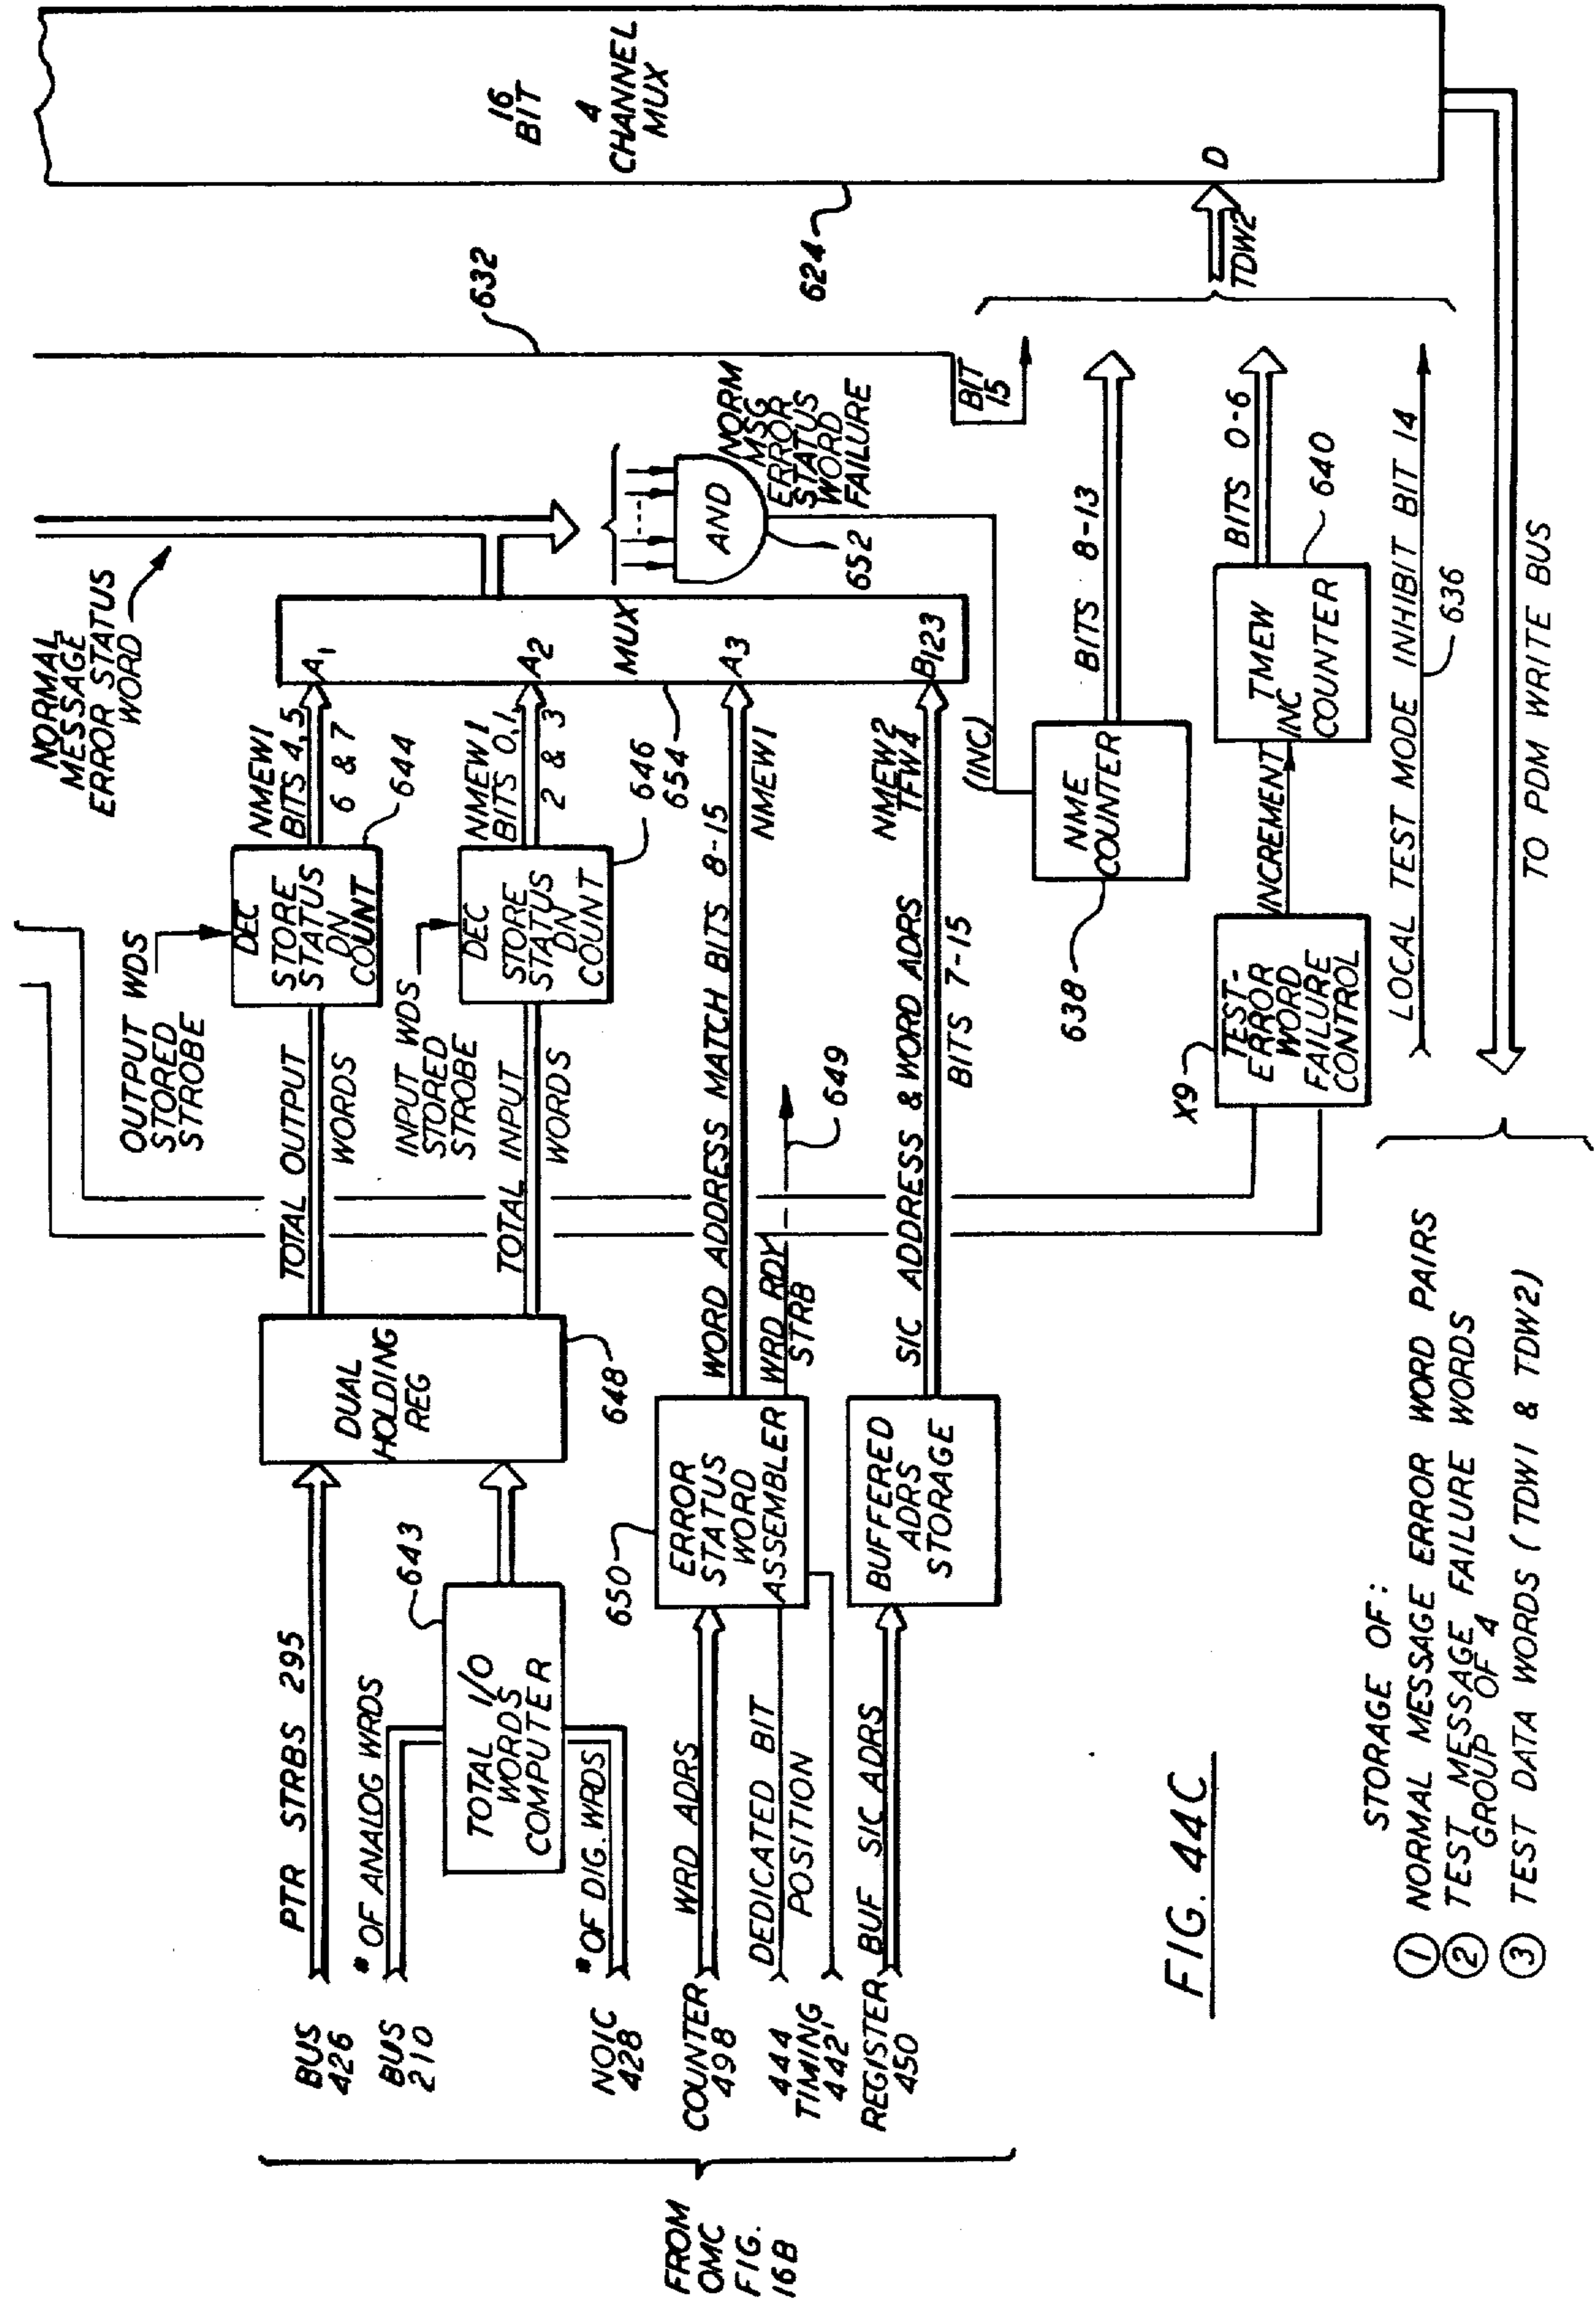 FROM
OMC
FIG.
16B
BUS
426
BUS
210
NOIC
428
COUNTER
498
444
TIMING
442'
REGISTER
450
PTR STRBS 295
# OF ANALOG WRDS
# OF DIG. WRDS
WRD ADRS
DEDICATED BIT
POSITION
BUF SIC ADRS
TOTAL I/O
WORDS
COMPUTER
643
DUAL
HOLDING
REG
648
650
ERROR
STATUS
WORD
ASSEMBLER
BUFFERED
ADRS
STORAGE
TOTAL OUTPUT
WORDS
TOTAL INPUT
WORDS
OUTPUT WDS
STORED
STROBE
INPUT WDS
STORED
STROBE
WORD ADDRESS MATCH BITS 8-15
WRD RDY
STRB
649
SIC ADDRESS & WORD ADRS
BITS 7-15
DEC
STORE
STATUS
DN
COUNT
644
DEC
STORE
STATUS
DN
COUNT
646
654
NORMAL
MESSAGE
ERROR STATUS
WORD
NMEW1
BITS 4,5
6 & 7
NMEW1
BITS 0,1
2 & 3
NMEW1
NMEW2
TFW4
A1
A2
MUX
A3
B123
AND
652
NORM
MSG
ERROR
STATUS
WORD
FAILURE
632
(INC)
NME
COUNTER
638
BITS 8-13
BIT
15
X9
TEST-
ERROR
WORD
FAILURE
CONTROL
INCREMENT
TMEW
INC
COUNTER
640
BITS 0-6
LOCAL TEST MODE INHIBIT BIT 14
636
TO PDM WRITE BUS
16
BIT
4
CHANNEL
MUX
624
D
TDW2
FIG. 44C
STORAGE OF:
1 NORMAL MESSAGE ERROR WORD PAIRS
2 TEST MESSAGE FAILURE WORDS
GROUP OF 4
3 TEST DATA WORDS (TDW1 & TDW2)